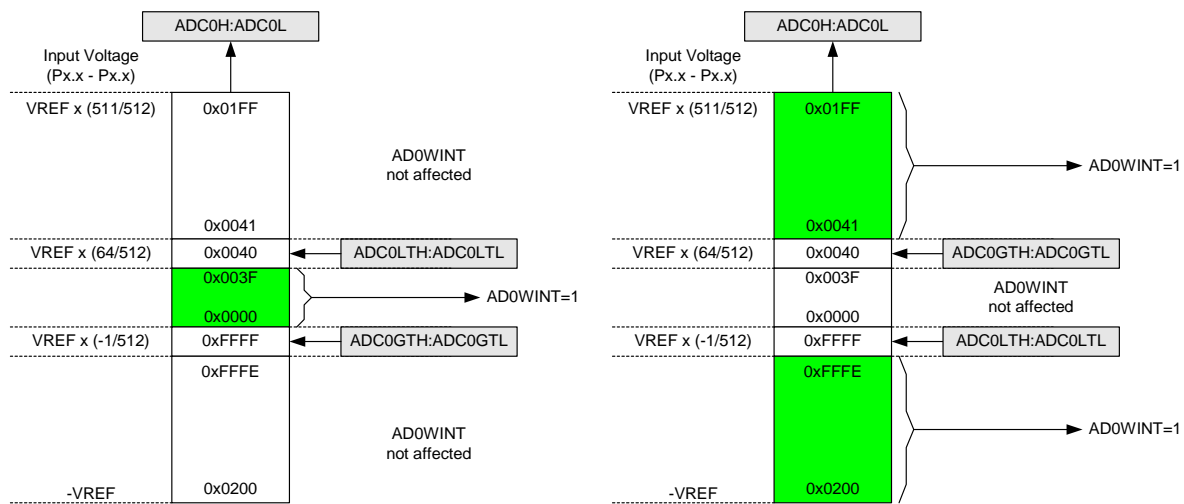 ADC0H:ADC0L
Input Voltage
(Px.x - Px.x)
VREF x (511/512)
0x01FF
AD0WINT
not affected
0x0041
VREF x (64/512)
0x0040
ADC0LTH:ADC0LTL
0x003F
AD0WINT=1
0x0000
VREF x (-1/512)
0xFFFF
ADC0GTH:ADC0GTL
0xFFFE
AD0WINT
not affected
-VREF
0x0200
ADC0H:ADC0L
Input Voltage
(Px.x - Px.x)
VREF x (511/512)
0x01FF
AD0WINT=1
0x0041
VREF x (64/512)
0x0040
ADC0GTH:ADC0GTL
0x003F
AD0WINT
not affected
0x0000
VREF x (-1/512)
0xFFFF
ADC0LTH:ADC0LTL
0xFFFE
AD0WINT=1
-VREF
0x0200